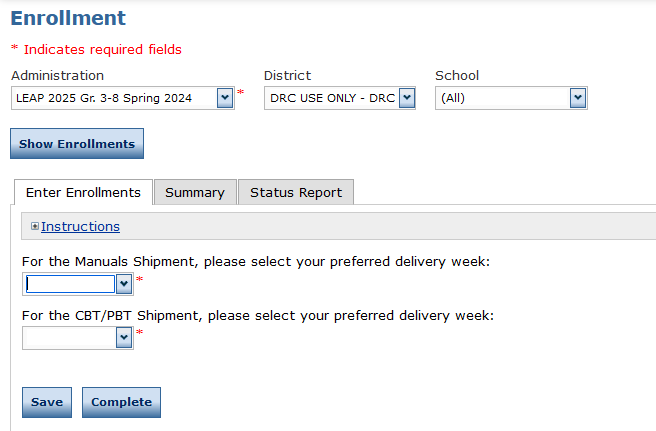 Enrollment
* Indicates required fields
Administration District School
LEAP 2025 Gr. 3-8 Spring 2024 * DRC USE ONLY - DRC (All)
Show Enrollments
Enter Enrollments Summary Status Report
Instructions
For the Manuals Shipment, please select your preferred delivery week:
*
For the CBT/PBT Shipment, please select your preferred delivery week:
*
Save Complete